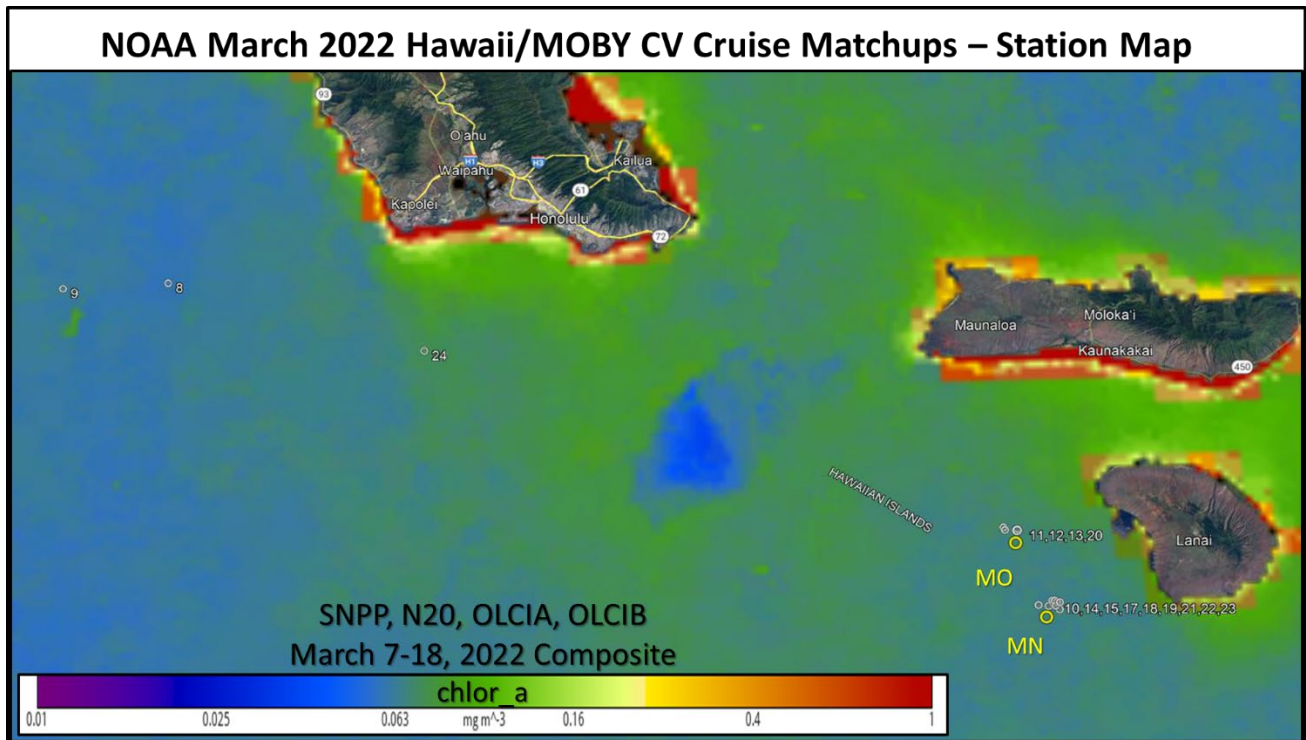 NOAA March 2022 Hawaii/MOBY CV Cruise Matchups – Station Map
93
O'ahu
H1
H3
Kailua
Waipahu
61
Kapolei
Honolulu
72
9
8
24
Maunaloa
Moloka'i
Kaunakakai
450
HAWAIIAN ISLANDS
11,12,13,20
Lanai
MO
10,14,15,17,18,19,21,22,23
MN
SNPP, N20, OLCIA, OLCIB
March 7-18, 2022 Composite
chlor_a
0.01 0.025 0.063 mg m^-3 0.16 0.4 1